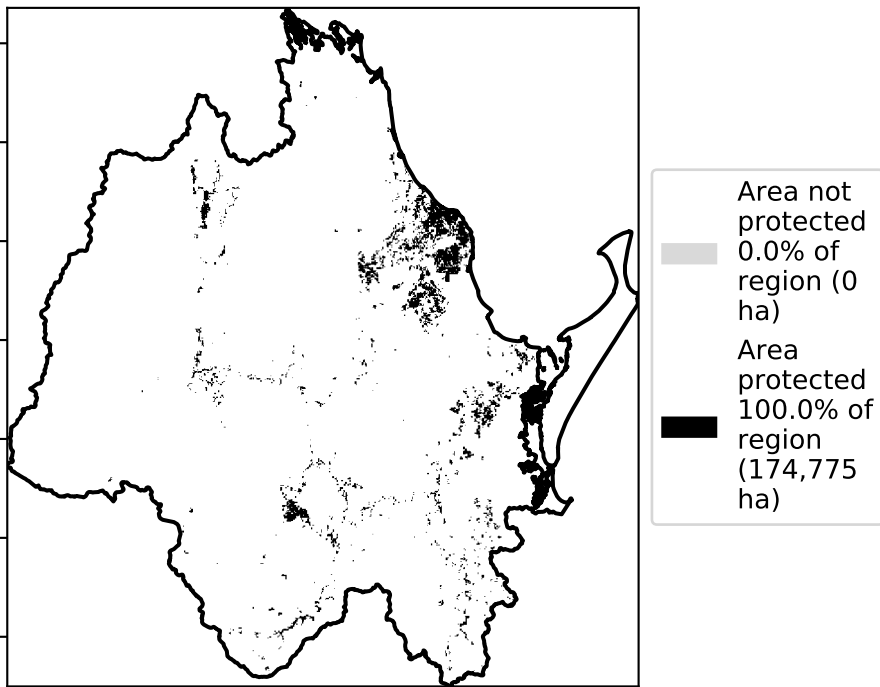 Area not
protected
0.0% of
region (0
ha)
Area
protected
100.0% of
region
(174,775
ha)